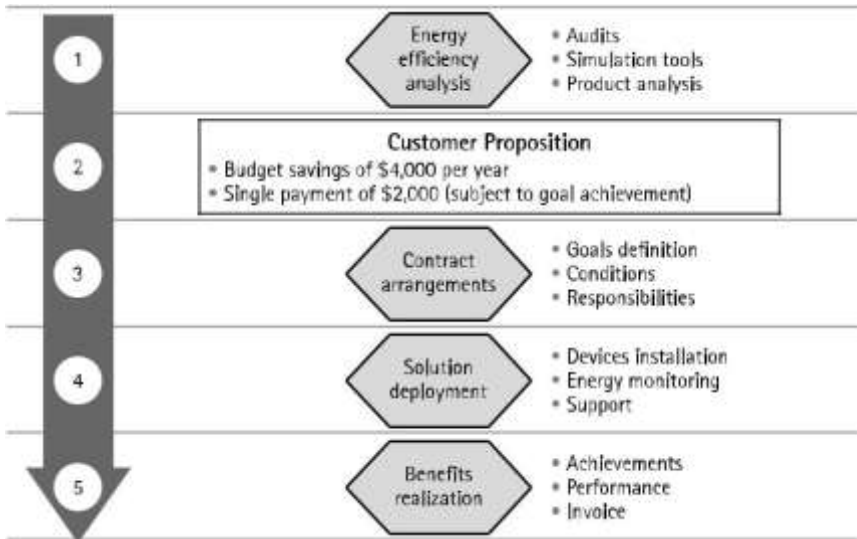 1
Energy
efficiency
analysis
• Audits
• Simulation tools
• Product analysis
2
Customer Proposition
• Budget savings of $4,000 per year
• Single payment of $2,000 (subject to goal achievement)
3
Contract
arrangements
• Goals definition
• Conditions
• Responsibilities
4
Solution
deployment
• Devices installation
• Energy monitoring
• Support
5
Benefits
realization
• Achievements
• Performance
• Invoice